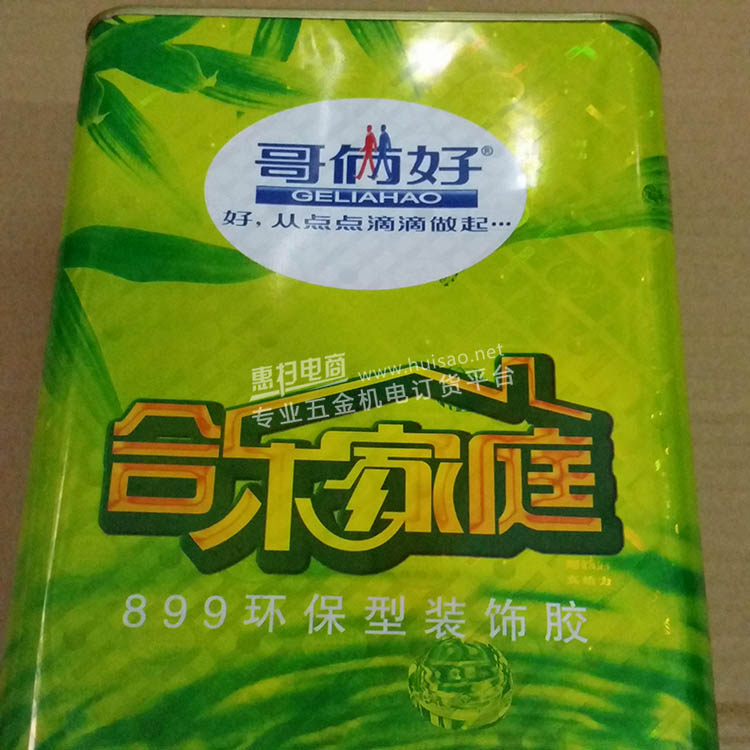 哥俩好®
GELIAHAO
好，从点点滴滴做起…
惠扫电商
www.huisao.net
专业五金机电订货平台
合乐家庭
899环保型装饰胶